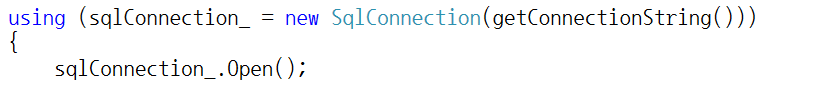 using (sqlConnection_ = new SqlConnection(getConnectionString()))
{
    sqlConnection_.Open();